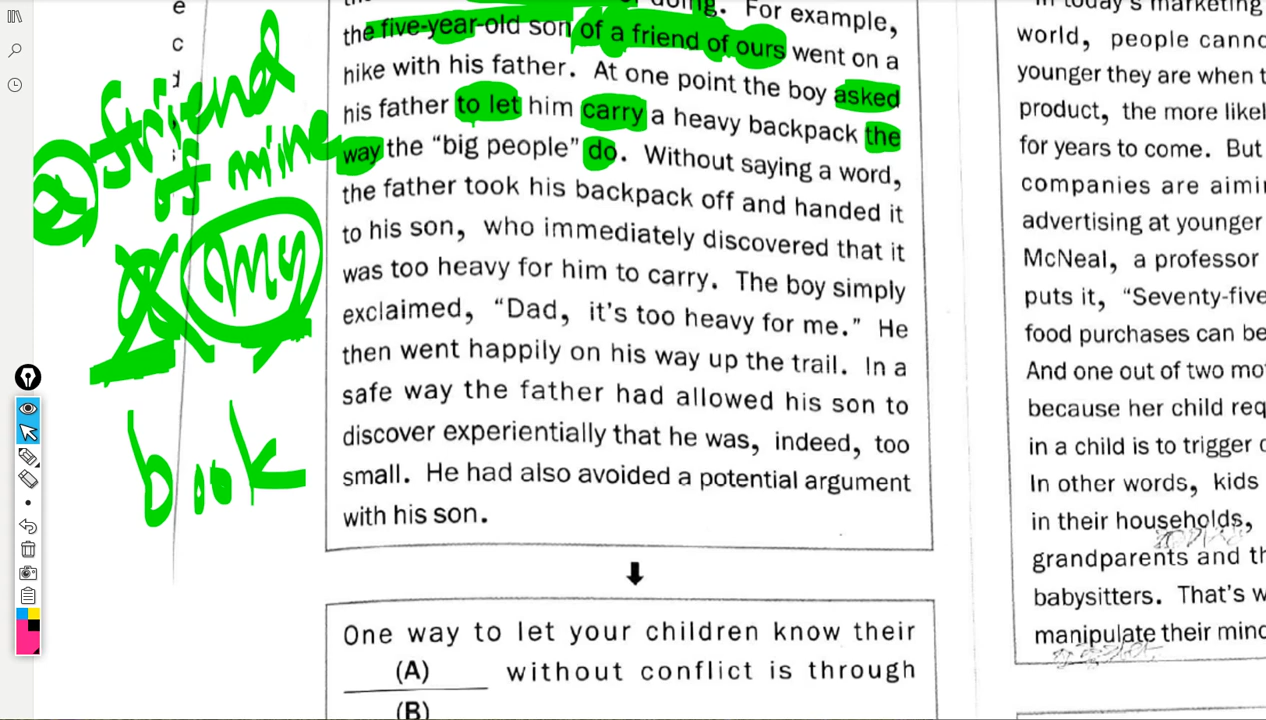 e
c
a friend
of mine
a my
book
doing. For example,
the five-year-old son of a friend of ours went on a
hike with his father. At one point the boy asked
his father to let him carry a heavy backpack the
way the “big people” do. Without saying a word,
the father took his backpack off and handed it
to his son, who immediately discovered that it
was too heavy for him to carry. The boy simply
exclaimed, “Dad, it's too heavy for me.” He
then went happily on his way up the trail. In a
safe way the father had allowed his son to
discover experientially that he was, indeed, too
small. He had also avoided a potential argument
with his son.
One way to let your children know their
(A) without conflict is through
(B)
In today's marketing
world, people canno
younger they are when t
product, the more likel
for years to come. But
companies are aimi
advertising at younger
McNeal, a professor
puts it, “Seventy-five
food purchases can be
And one out of two mo
because her child req
in a child is to trigger
In other words, kids
in their households,
grandparents and th
babysitters. That's w
manipulate their mind